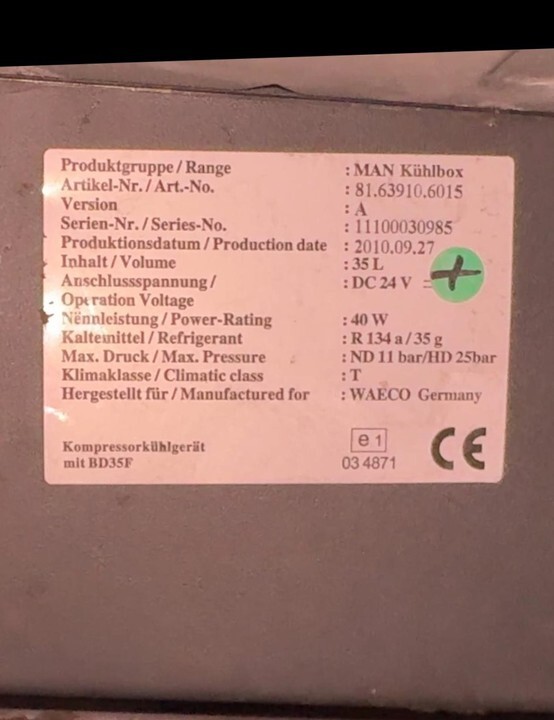 Produktgruppe / Range : MAN Kühlbox
Artikel-Nr. / Art.-No. : 81.63910.6015
Version : A
Serien-Nr. / Series-No. : 11100030985
Produktionsdatum / Production date : 2010.09.27
Inhalt / Volume : 35 L
Anschlussspannung / : DC 24 V
Operation Voltage
Nennleistung / Power-Rating : 40 W
Kältemittel / Refrigerant : R 134 a / 35 g
Max. Druck / Max. Pressure : ND 11 bar/HD 25bar
Klimaklasse / Climatic class : T
Hergestellt für / Manufactured for : WAECO Germany
Kompressorkühlgerät
mit BD35F
e 1
03 4871
CE